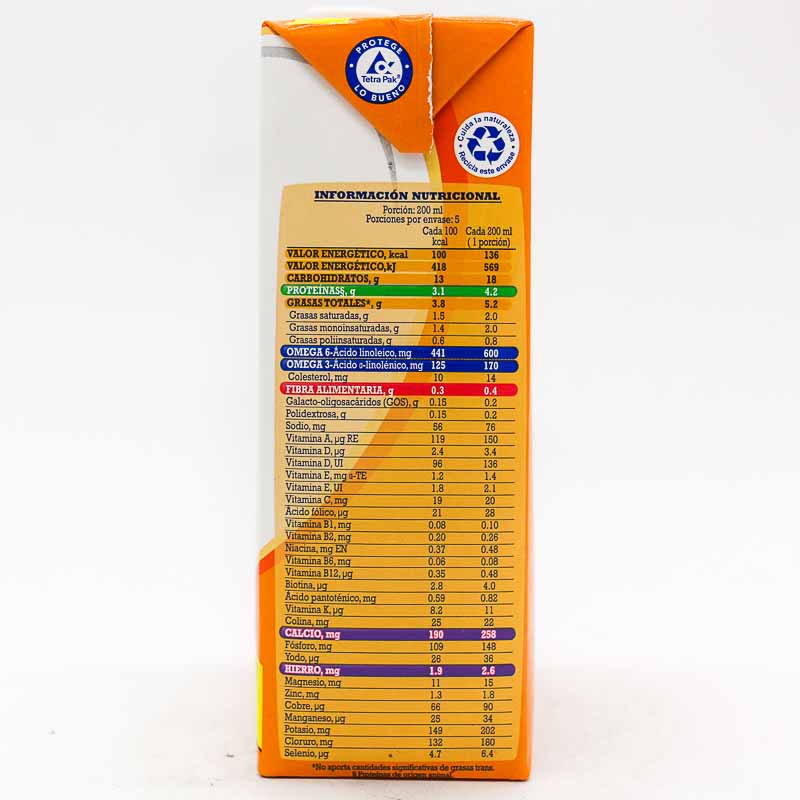 PROTEGE
Tetra Pak®
LO BUENO
Cuida la naturaleza
Recicla este envase
INFORMACIÓN NUTRICIONAL
Porción: 200 ml
Porciones por envase: 5
Cada 100 Cada 200 ml
kcal (1 porción)
VALOR ENERGÉTICO, kcal 100 136
VALOR ENERGÉTICO,kJ 418 569
CARBOHIDRATOS, g 13 18
PROTEÍNAS§, g 3.1 4.2
GRASAS TOTALES*, g 3.8 5.2
Grasas saturadas, g 1.5 2.0
Grasas monoinsaturadas, g 1.4 2.0
Grasas poliinsaturadas, g 0.6 0.8
OMEGA 6-Ácido linoleico, mg 441 600
OMEGA 3-Ácido α-linolénico, mg 125 170
Colesterol, mg 10 14
FIBRA ALIMENTARIA, g 0.3 0.4
Galacto-oligosacáridos (GOS), g 0.15 0.2
Polidextrosa, g 0.15 0.2
Sodio, mg 56 76
Vitamina A, µg RE 119 150
Vitamina D, µg 2.4 3.4
Vitamina D, UI 96 136
Vitamina E, mg α-TE 1.2 1.4
Vitamina E, UI 1.8 2.1
Vitamina C, mg 19 20
Ácido fólico, µg 21 28
Vitamina B1, mg 0.08 0.10
Vitamina B2, mg 0.20 0.26
Niacina, mg EN 0.37 0.48
Vitamina B6, mg 0.06 0.08
Vitamina B12, µg 0.35 0.48
Biotina, µg 2.8 4.0
Ácido pantoténico, mg 0.59 0.82
Vitamina K, µg 8.2 11
Colina, mg 25 22
CALCIO, mg 190 258
Fósforo, mg 109 148
Yodo, µg 26 36
HIERRO, mg 1.9 2.6
Magnesio, mg 11 15
Zinc, mg 1.3 1.8
Cobre, µg 66 90
Manganeso, µg 25 34
Potasio, mg 149 202
Cloruro, mg 132 180
Selenio, µg 4.7 6.4
*No aporta cantidades significativas de grasas trans.
§ Proteínas de origen animal.